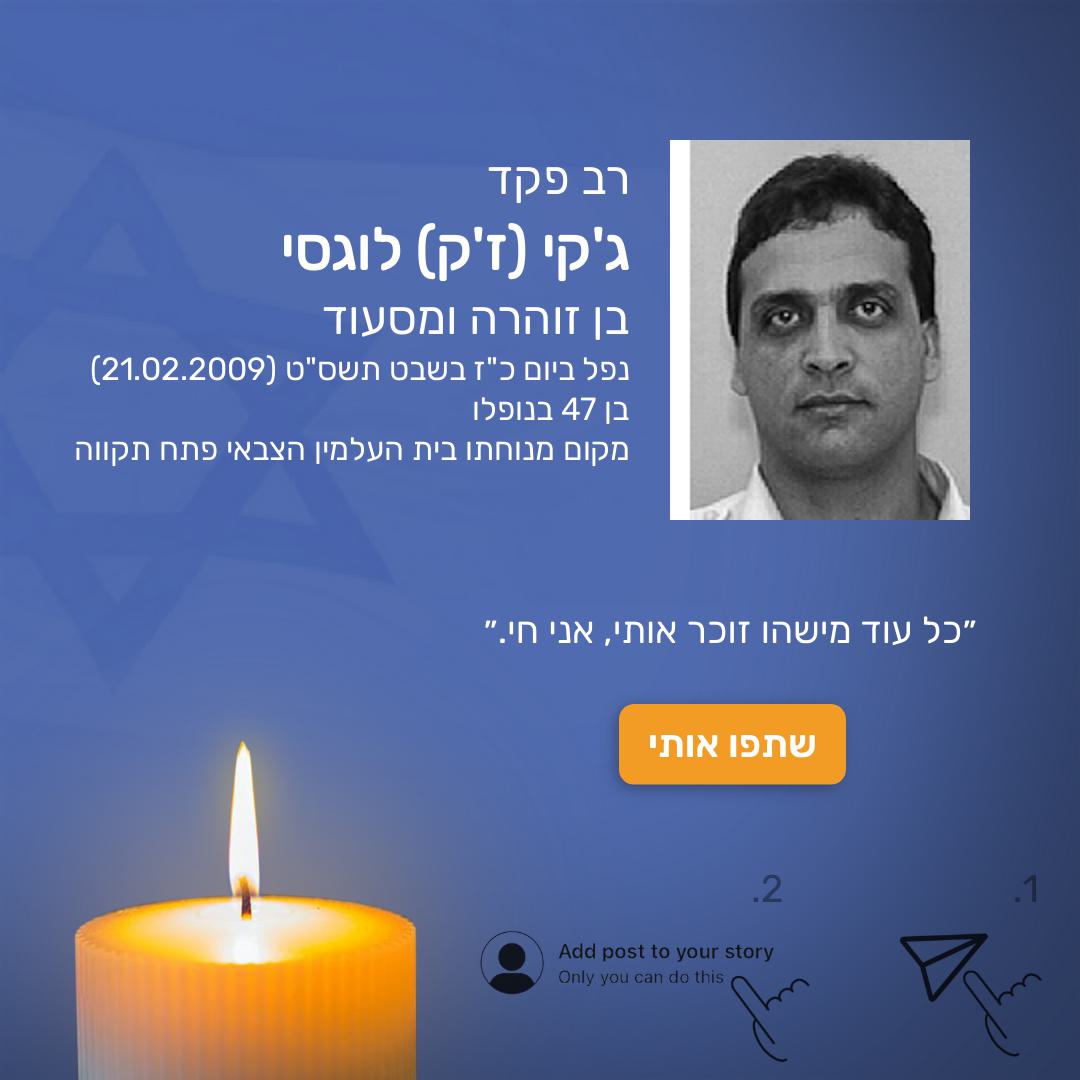 רב פקד
ג'קי (ז'ק) לוגסי
בן זוהרה ומסעוד
נפל ביום כ"ז בשבט תשס"ט (21.02.2009)
בן 47 בנופלו
מקום מנוחתו בית העלמין הצבאי פתח תקווה
״כל עוד מישהו זוכר אותי, אני חי.״
שתפו אותי
1.
2.
Add post to your story
Only you can do this